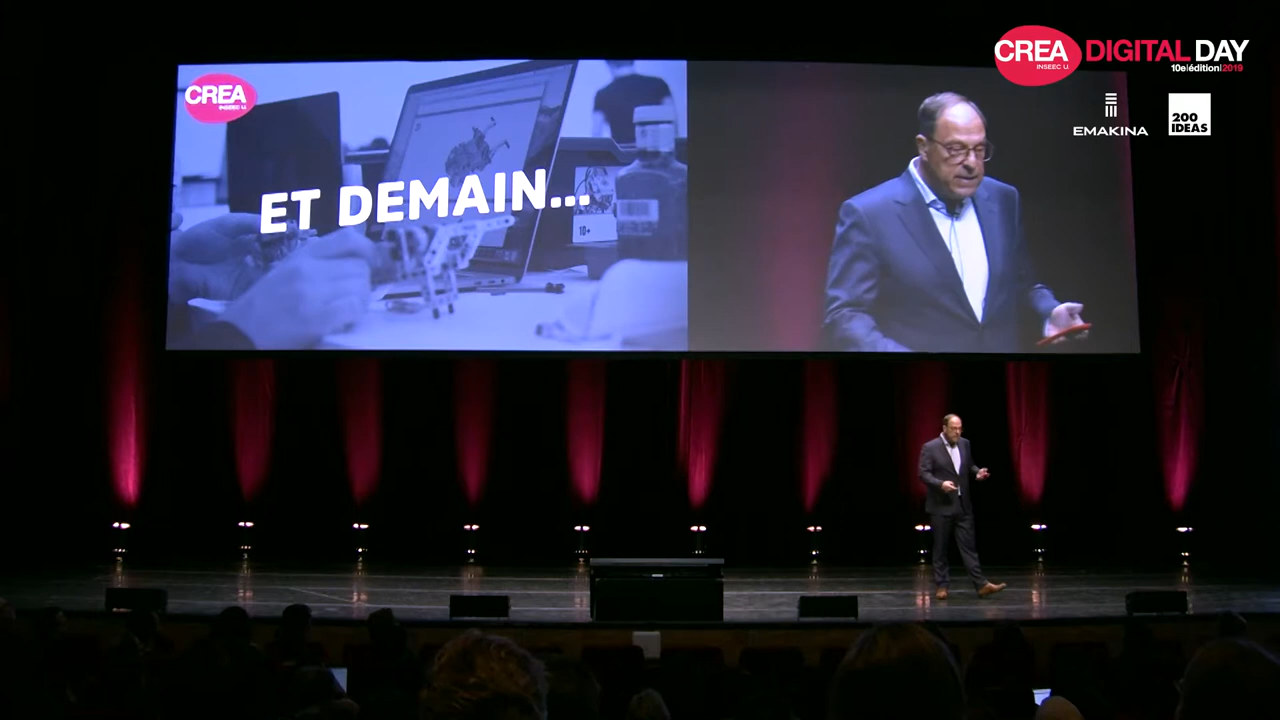 CREA DIGITAL DAY
INSEEC U.
10e|édition|2019
EMAKINA
200
IDEAS
CREA
INSEEC U.
ET DEMAIN...
10+